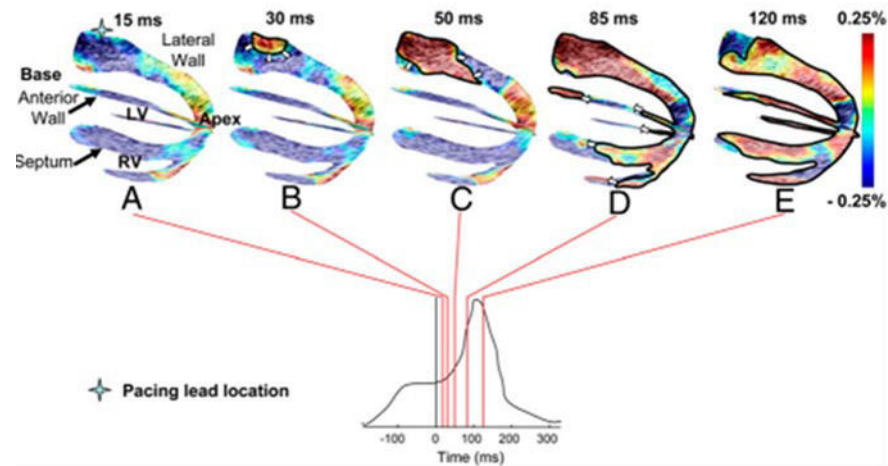 15 ms
30 ms
50 ms
85 ms
120 ms
0.25%
Lateral
Wall
Base
Anterior
Wall
LV
Apex
Septum
RV
A
B
C
D
E
- 0.25%
Pacing lead location
-100
0
100
200
300
Time (ms)